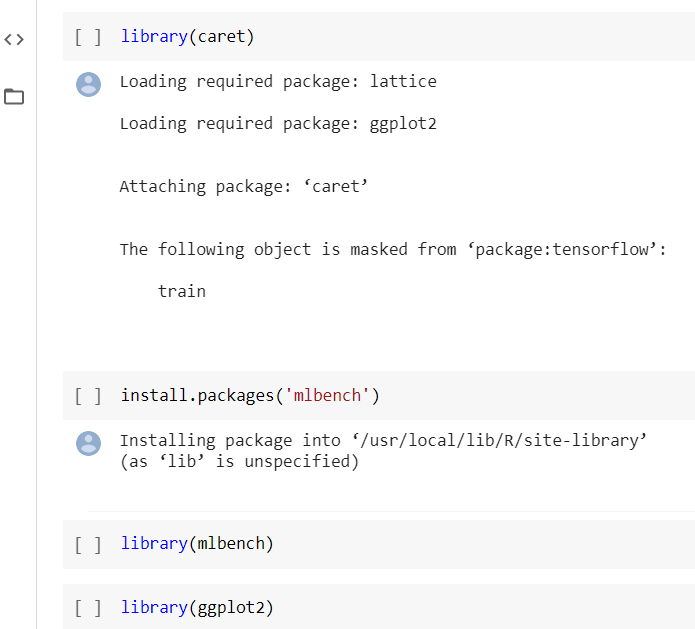 [ ] library(caret)
Loading required package: lattice
Loading required package: ggplot2
Attaching package: ‘caret’
The following object is masked from ‘package:tensorflow’:
train
[ ] install.packages('mlbench')
Installing package into ‘/usr/local/lib/R/site-library’
(as ‘lib’ is unspecified)
[ ] library(mlbench)
[ ] library(ggplot2)